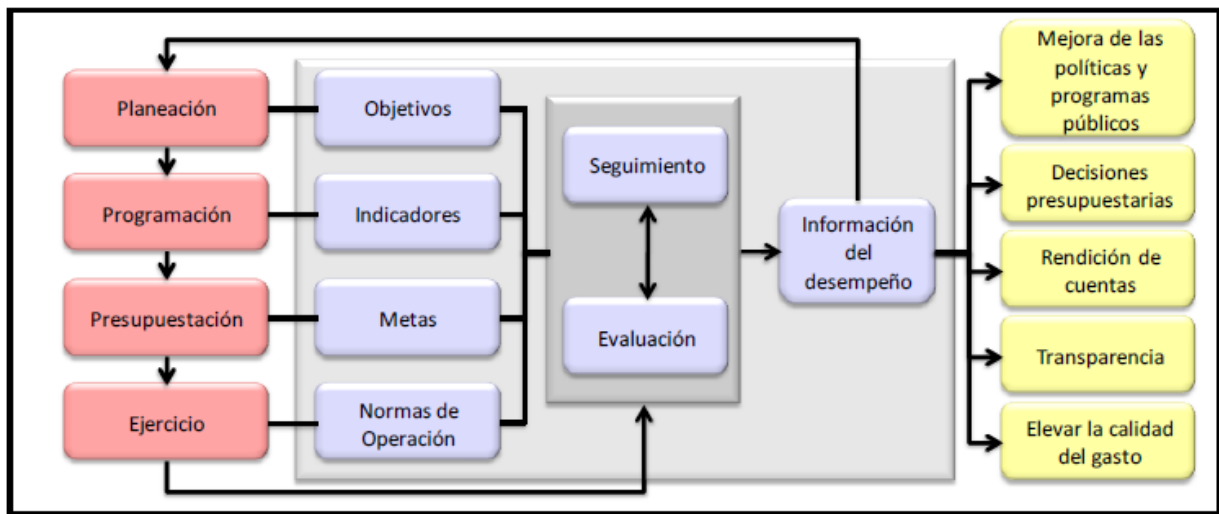 Planeación
Programación
Presupuestación
Ejercicio
Objetivos
Indicadores
Metas
Normas de
Operación
Seguimiento
Evaluación
Información
del
desempeño
Mejora de las
políticas y
programas
públicos
Decisiones
presupuestarias
Rendición de
cuentas
Transparencia
Elevar la calidad
del gasto